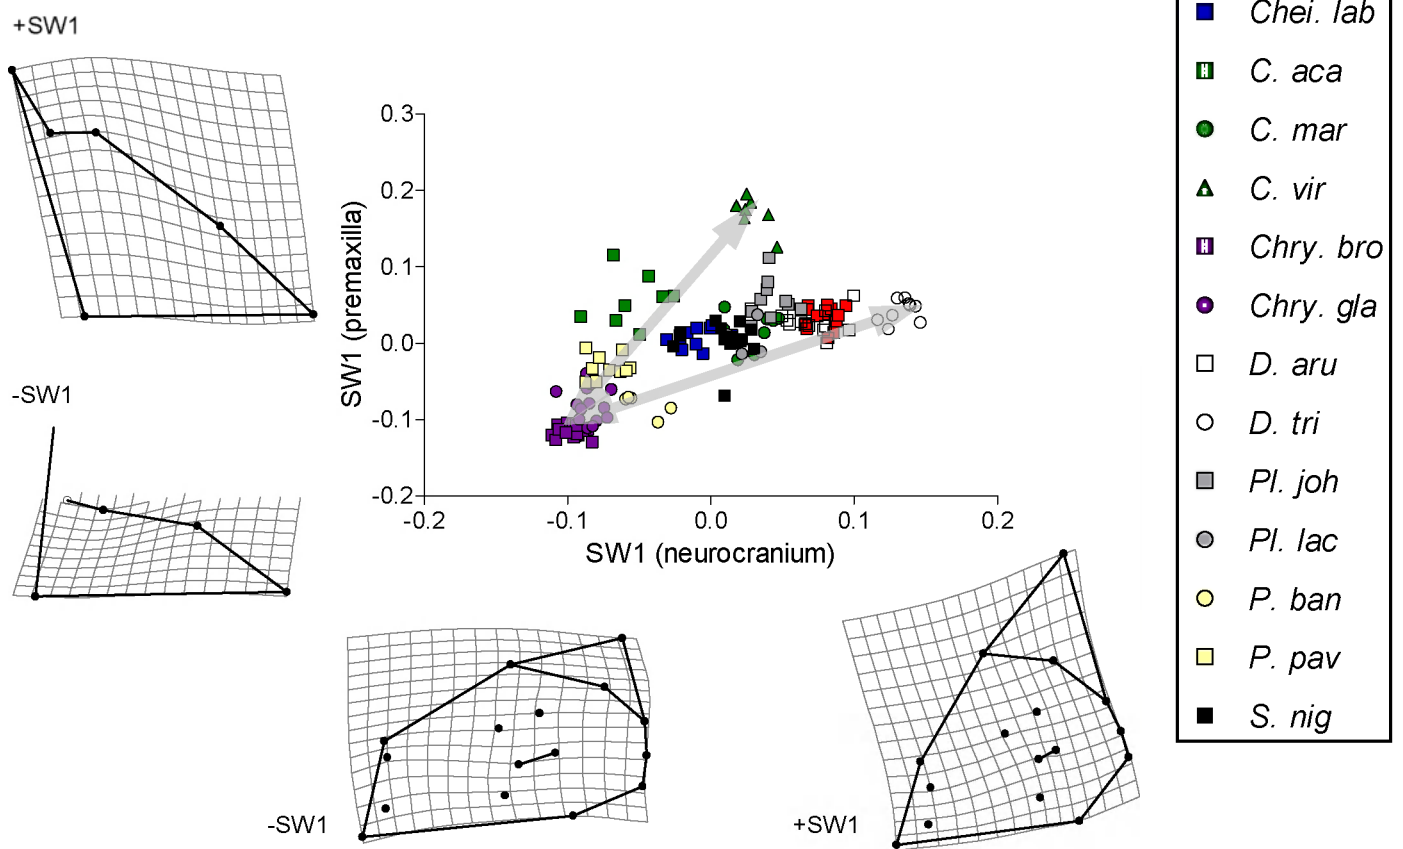 +SW1
-SW1
SW1 (premaxilla)
0.3
0.2
0.1
0.0
-0.1
-0.2
-0.2
-0.1
0.0
0.1
0.2
SW1 (neurocranium)
-SW1
+SW1
Chei. lab
C. aca
C. mar
C. vir
Chry. bro
Chry. gla
D. aru
D. tri
Pl. joh
Pl. lac
P. ban
P. pav
S. nig